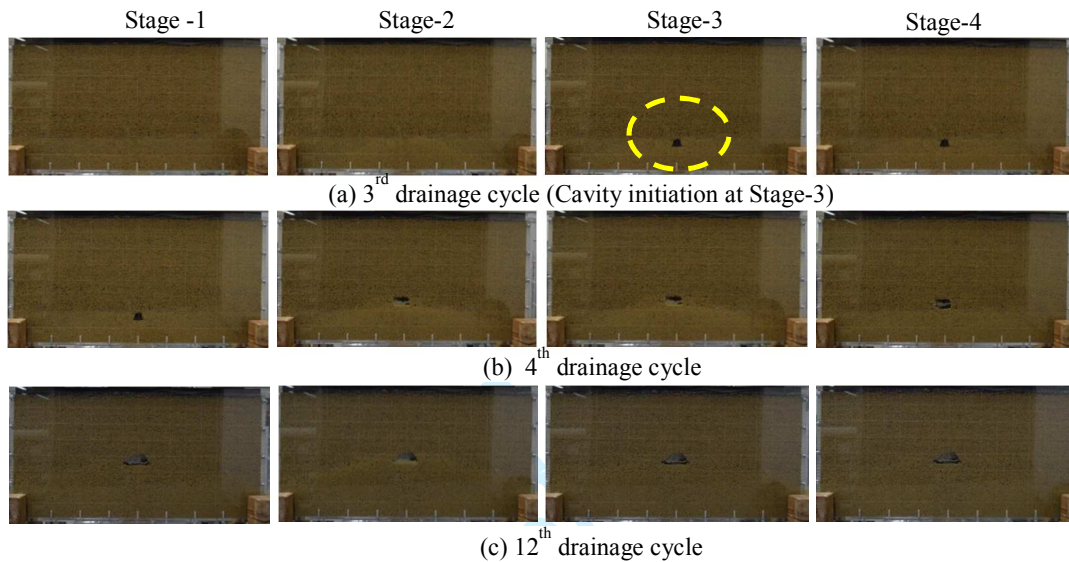 Stage -1 Stage-2 Stage-3 Stage-4
(a) 3rd drainage cycle (Cavity initiation at Stage-3)
(b) 4th drainage cycle
(c) 12th drainage cycle